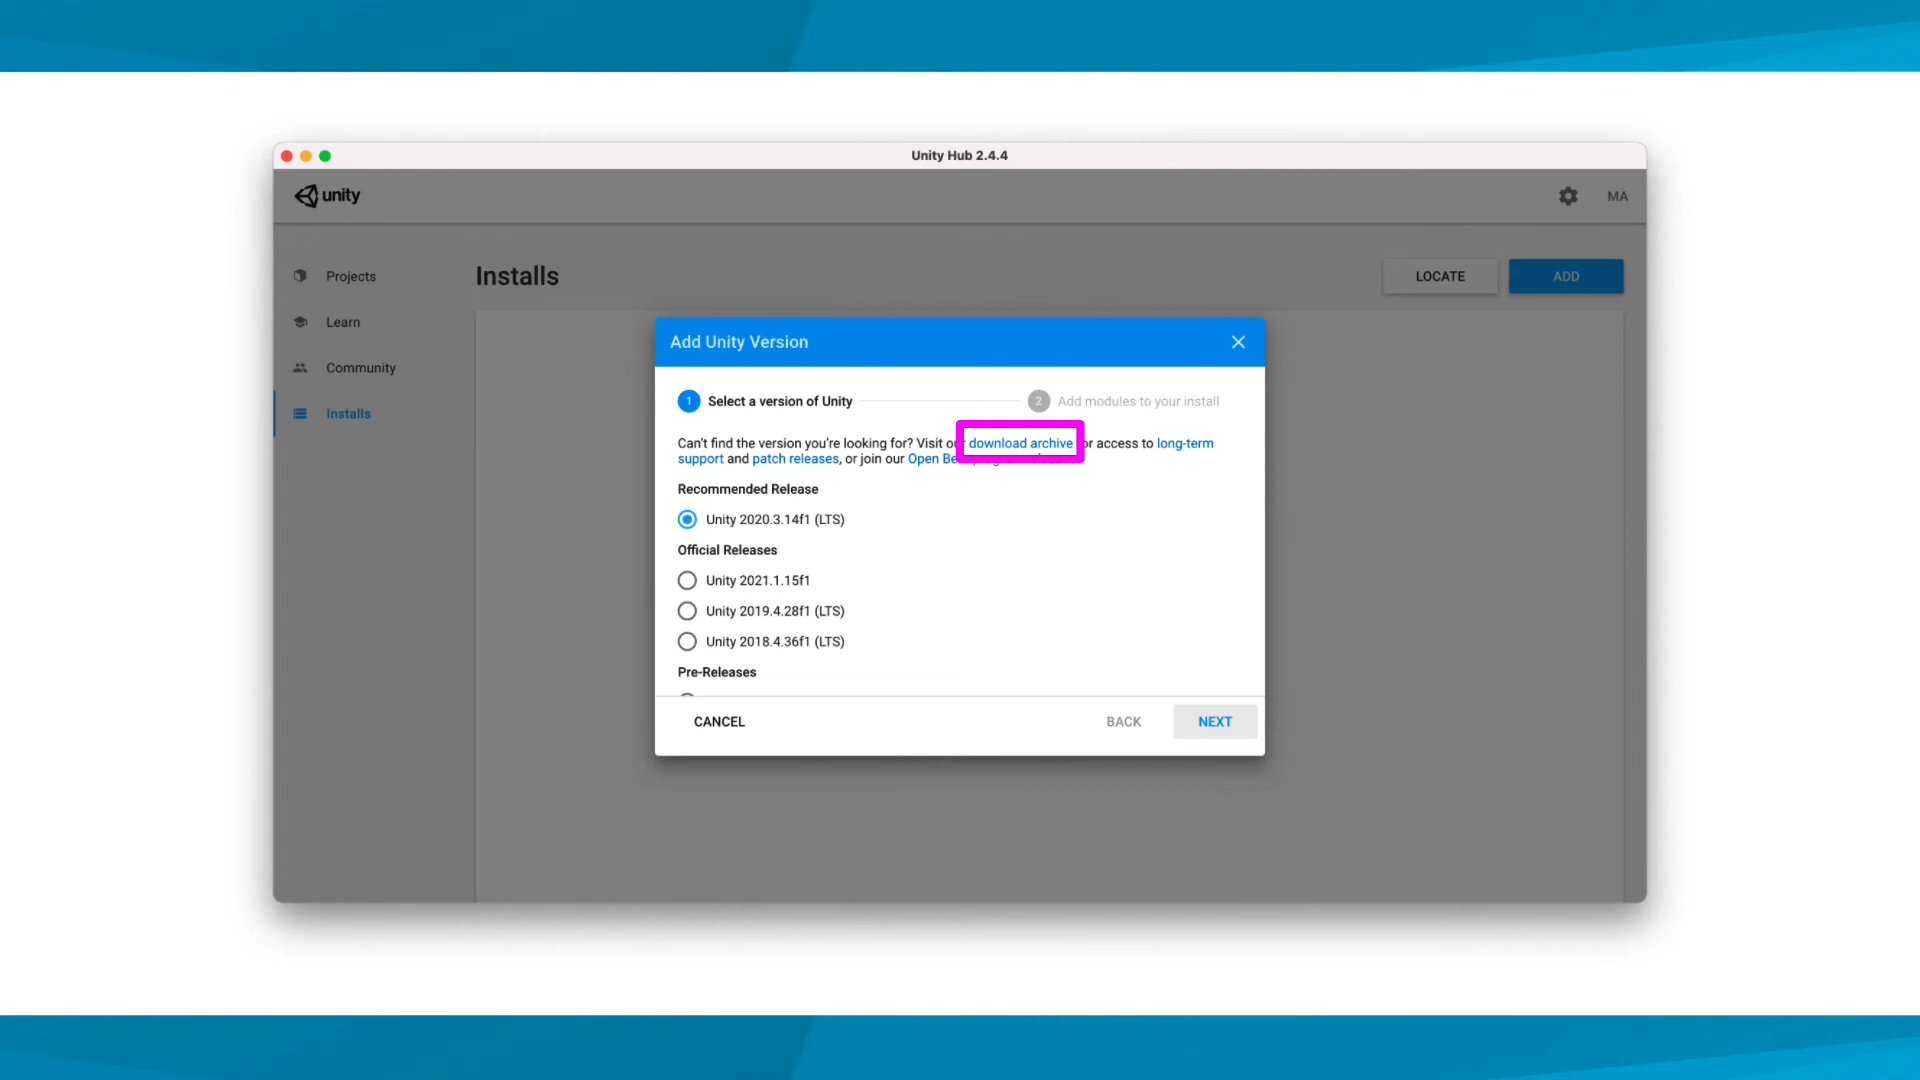 Unity Hub 2.4.4
unity
MA
Projects
Learn
Community
Installs
Installs
LOCATE
ADD
Add Unity Version
1 Select a version of Unity
2 Add modules to your install
Can't find the version you're looking for? Visit our download archive for access to long-term
support and patch releases, or join our Open
Recommended Release
Unity 2020.3.14f1 (LTS)
Official Releases
Unity 2021.1.15f1
Unity 2019.4.28f1 (LTS)
Unity 2018.4.36f1 (LTS)
Pre-Releases
CANCEL
BACK
NEXT